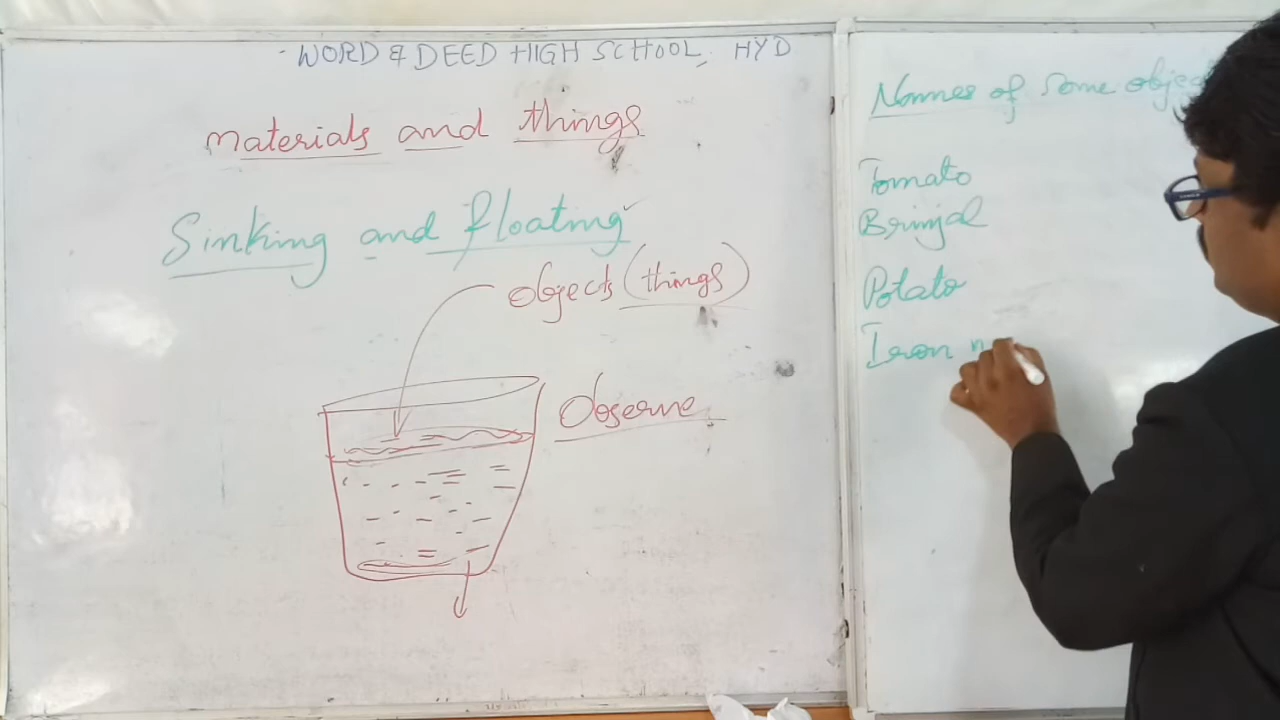 WORD & DEED HIGH SCHOOL, HYD
materials and things
Sinking and floating
objects (things)
Observe
Names of some objec
Tomato
Brinjal
Potato
Iron n